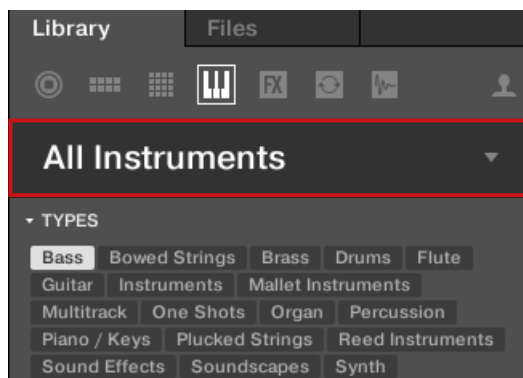 Library Files
FX
All Instruments
TYPES
Bass Bowed Strings Brass Drums Flute
Guitar Instruments Mallet Instruments
Multitrack One Shots Organ Percussion
Piano / Keys Plucked Strings Reed Instruments
Sound Effects Soundscapes Synth